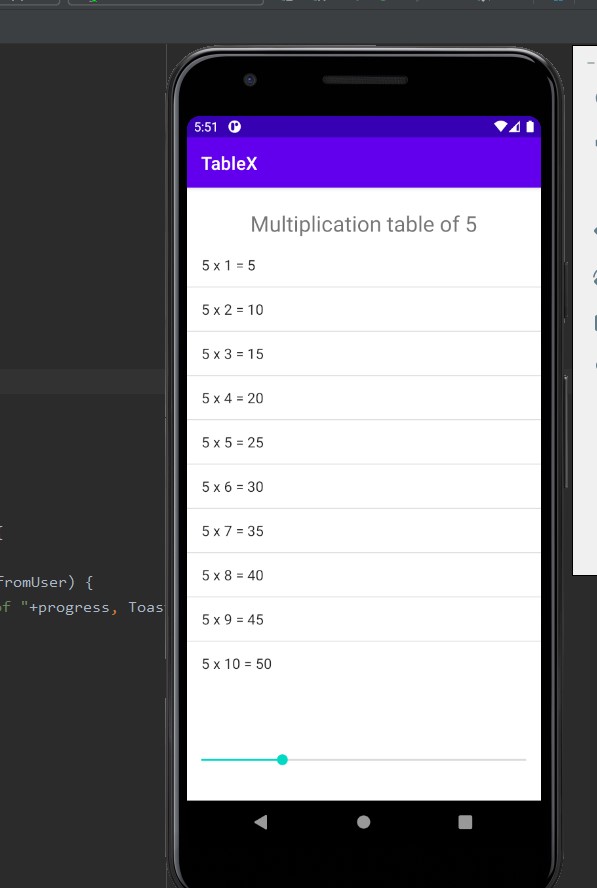 5:51
TableX
Multiplication table of 5
5 x 1 = 5
5 x 2 = 10
5 x 3 = 15
5 x 4 = 20
5 x 5 = 25
5 x 6 = 30
5 x 7 = 35
5 x 8 = 40
5 x 9 = 45
5 x 10 = 50
fromUser) {
of "+progress, Toas